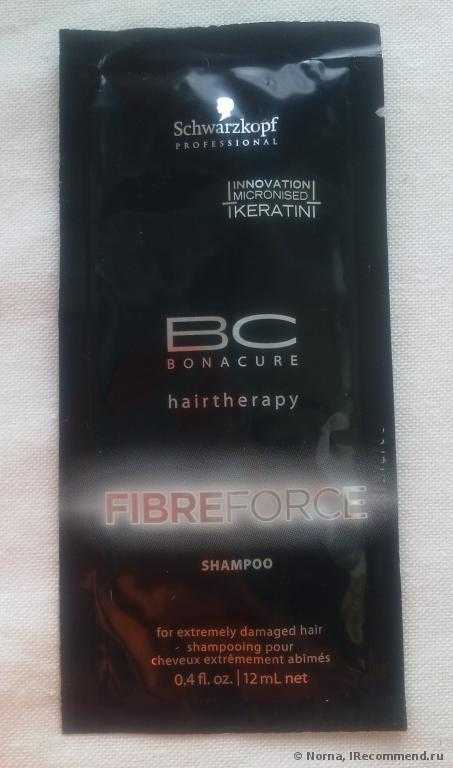 Schwarzkopf
PROFESSIONAL
INNOVATION
MICRONISED
KERATIN
BC
BONACURE
hairtherapy
FIBREFORCE
SHAMPOO
for extremely damaged hair
shampooing pour
cheveux extrêmement abîmés
0.4 fl. oz. | 12 mL net
© Norna, IRecommend.ru